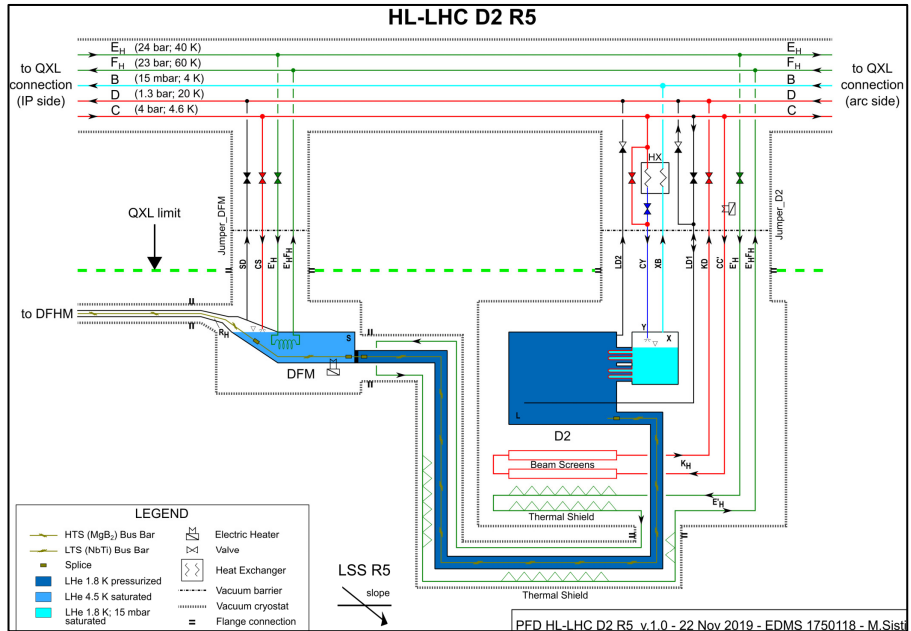 HL-LHC D2 R5
E_H (24 bar; 40 K) E_H
F_H (23 bar; 60 K) F_H
B (15 mbar; 4 K) B
D (1.3 bar; 20 K) D
C (4 bar; 4.6 K) C
to QXL
connection
(IP side)
to QXL
connection
(arc side)
HX
QXL limit
Jumper_DFM
Jumper_D2
SD
CS
E'H
E'HFH
LD2
CY
XB
LD1
KD
CC'
E'H
E'HFH
to DFHM
R_H
S
DFM
Y
X
L
D2
Beam Screens
K_H
E'_H
Thermal Shield
Thermal Shield
LEGEND
HTS (MgB₂) Bus Bar
LTS (NbTi) Bus Bar
Splice
LHe 1.8 K pressurized
LHe 4.5 K saturated
LHe 1.8 K; 15 mbar
saturated
Electric Heater
Valve
Heat Exchanger
Vacuum barrier
Vacuum cryostat
Flange connection
LSS R5
slope
PFD HL-LHC D2 R5 v.1.0 - 22 Nov 2019 - EDMS 1750118 - M.Sisti